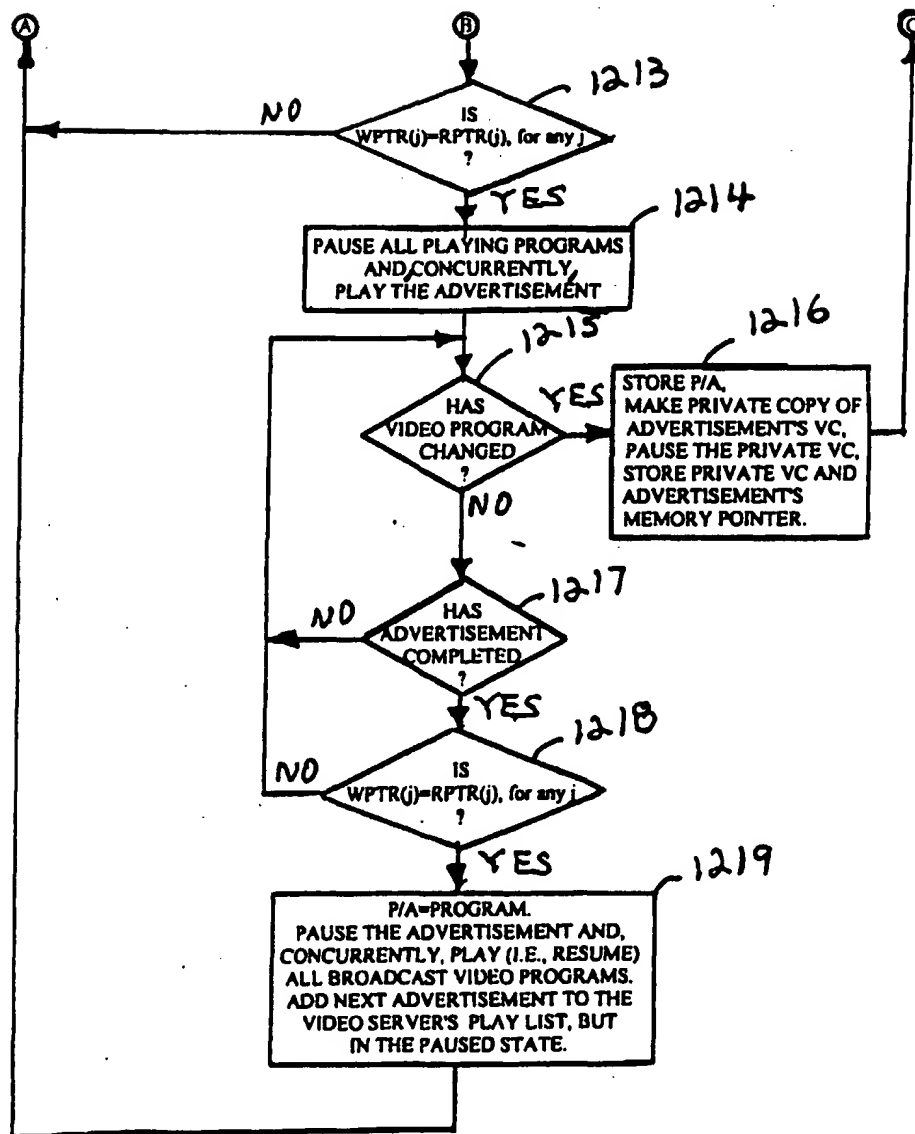 A
B
C
1213
NO
IS
WPTR(j)=RPTR(j), for any j
?
YES
1214
PAUSE ALL PLAYING PROGRAMS
AND, CONCURRENTLY,
PLAY THE ADVERTISEMENT
1215
HAS
VIDEO PROGRAM
CHANGED
?
YES
1216
STORE P/A,
MAKE PRIVATE COPY OF
ADVERTISEMENT'S VC,
PAUSE THE PRIVATE VC,
STORE PRIVATE VC AND
ADVERTISEMENT'S
MEMORY POINTER.
NO
1217
NO
HAS
ADVERTISEMENT
COMPLETED
?
YES
1218
NO
IS
WPTR(j)=RPTR(j), for any j
?
YES
1219
P/A=PROGRAM.
PAUSE THE ADVERTISEMENT AND,
CONCURRENTLY, PLAY (I.E., RESUME)
ALL BROADCAST VIDEO PROGRAMS.
ADD NEXT ADVERTISEMENT TO THE
VIDEO SERVER'S PLAY LIST, BUT
IN THE PAUSED STATE.